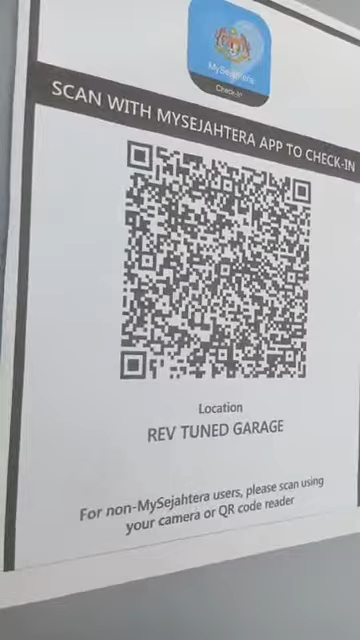 MySejahtera
Check-In
SCAN WITH MYSEJAHTERA APP TO CHECK-IN
Location
REV TUNED GARAGE
For non-MySejahtera users, please scan using
your camera or QR code reader